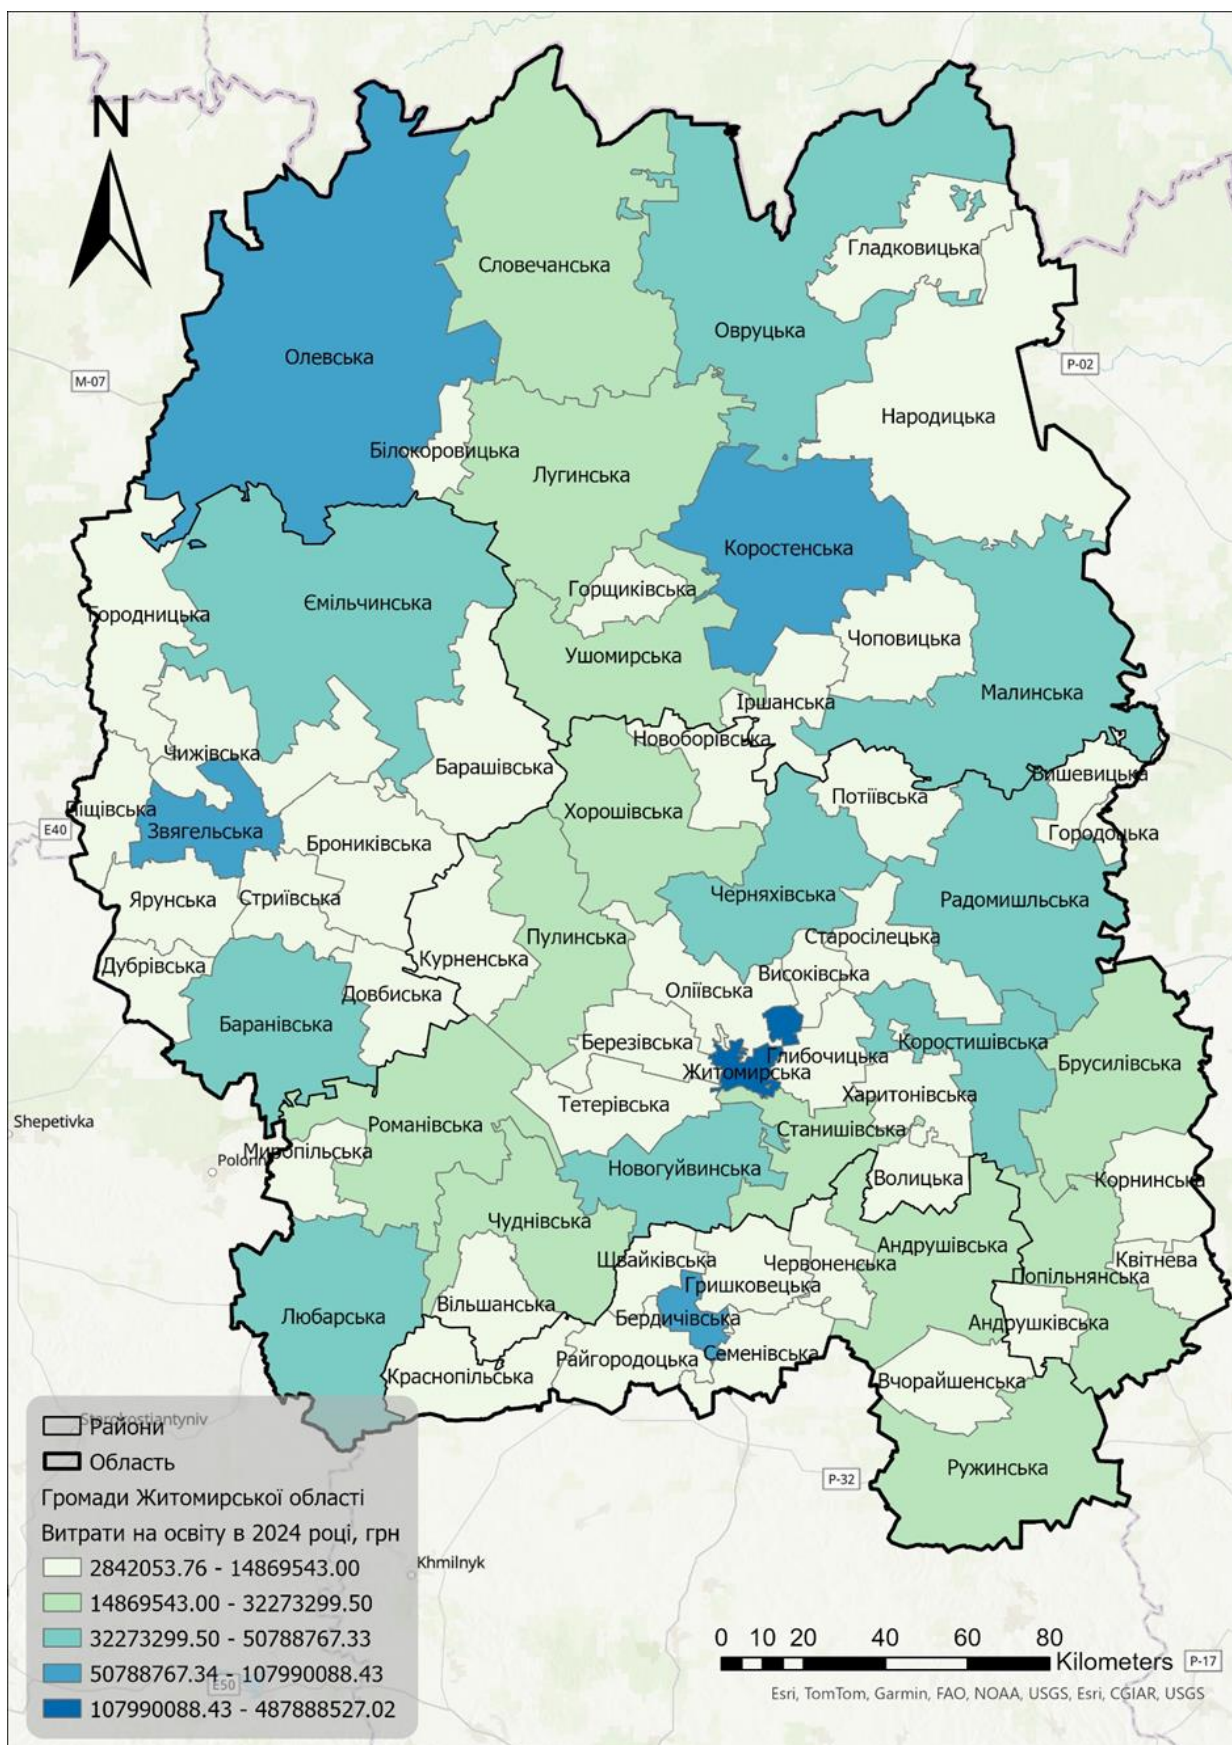 N
Гладковицька
Словечанська
Овруцька
Олевська
M-07
P-02
Народицька
Білокоровицька
Лугинська
Коростенська
Горщиківська
Ємільчинська
Городницька
Чоповицька
Ушомирська
Малинська
Іршанська
Новоборівська
Чижівська
Барашівська
Вишевицька
Потіївська
Піщівська
Хорошівська
E40
Звягельська
Городоцька
Брониківська
Ярунська
Стриївська
Черняхівська
Радомишльська
Пулинська
Старосілецька
Дубрівська
Курненська
Високівська
Довбиська
Оліївська
Баранівська
Березівська
Глибочицька
Коростишівська
Житомирська
Брусилівська
Тетерівська
Харитонівська
Shepetivka
Романівська
Станишівська
Миропільська
Polonn
Новогуйвинська
Волицька
Корнинська
Чуднівська
Андрушівська
Швайківська
Червоненська
Квітнева
Гришковецька
Попільнянська
Вільшанська
Любарська
Бердичівська
Андрушківська
Райгородоцька
Семенівська
Краснопільська
Вчорайшенська
Ружинська
P-32
Starokostiantyniv
Райони
Область
Громади Житомирської області
Витрати на освіту в 2024 році, грн
2842053.76 - 14869543.00
14869543.00 - 32273299.50
32273299.50 - 50788767.33
50788767.34 - 107990088.43
E50
107990088.43 - 487888527.02
Khmilnyk
0 10 20 40 60 80
Kilometers
P-17
Esri, TomTom, Garmin, FAO, NOAA, USGS, Esri, CGIAR, USGS